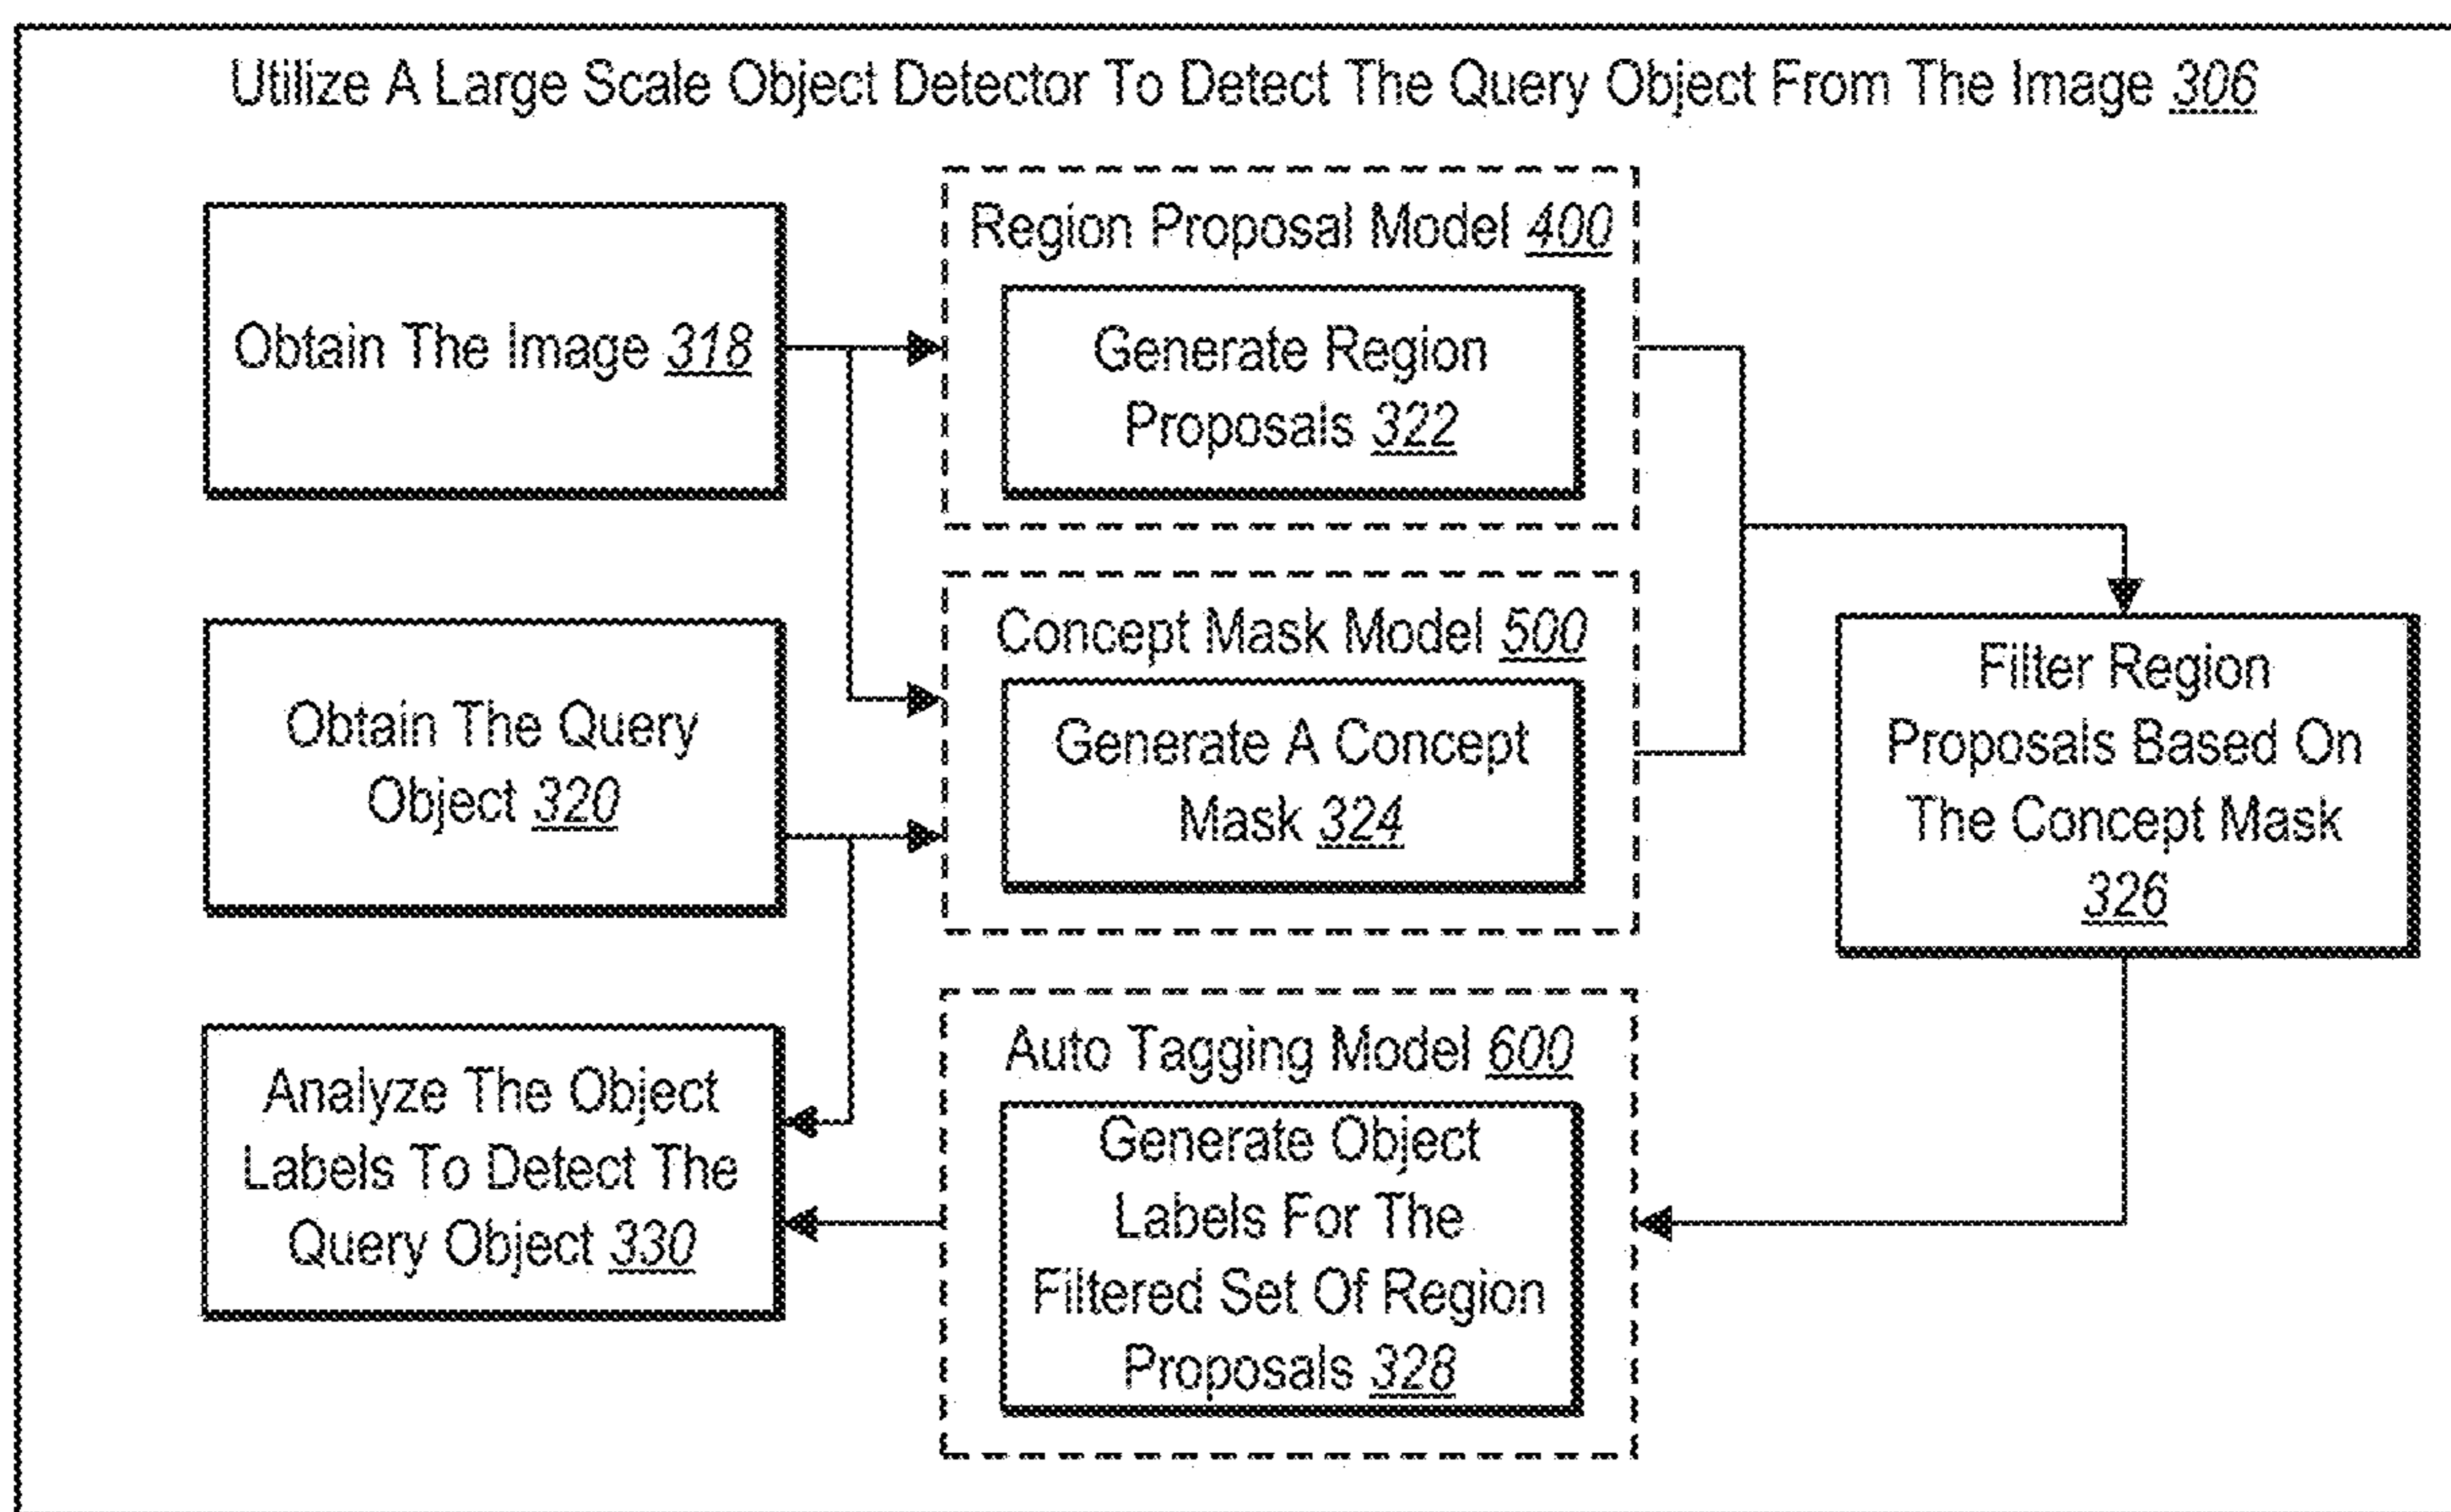 Utilize A Large Scale Object Detector To Detect The Query Object From The Image 306
Obtain The Image 318
Region Proposal Model 400
Generate Region
Proposals 322
Obtain The Query
Object 320
Concept Mask Model 500
Generate A Concept
Mask 324
Filter Region
Proposals Based On
The Concept Mask
326
Analyze The Object
Labels To Detect The
Query Object 330
Auto Tagging Model 600
Generate Object
Labels For The
Filtered Set Of Region
Proposals 328